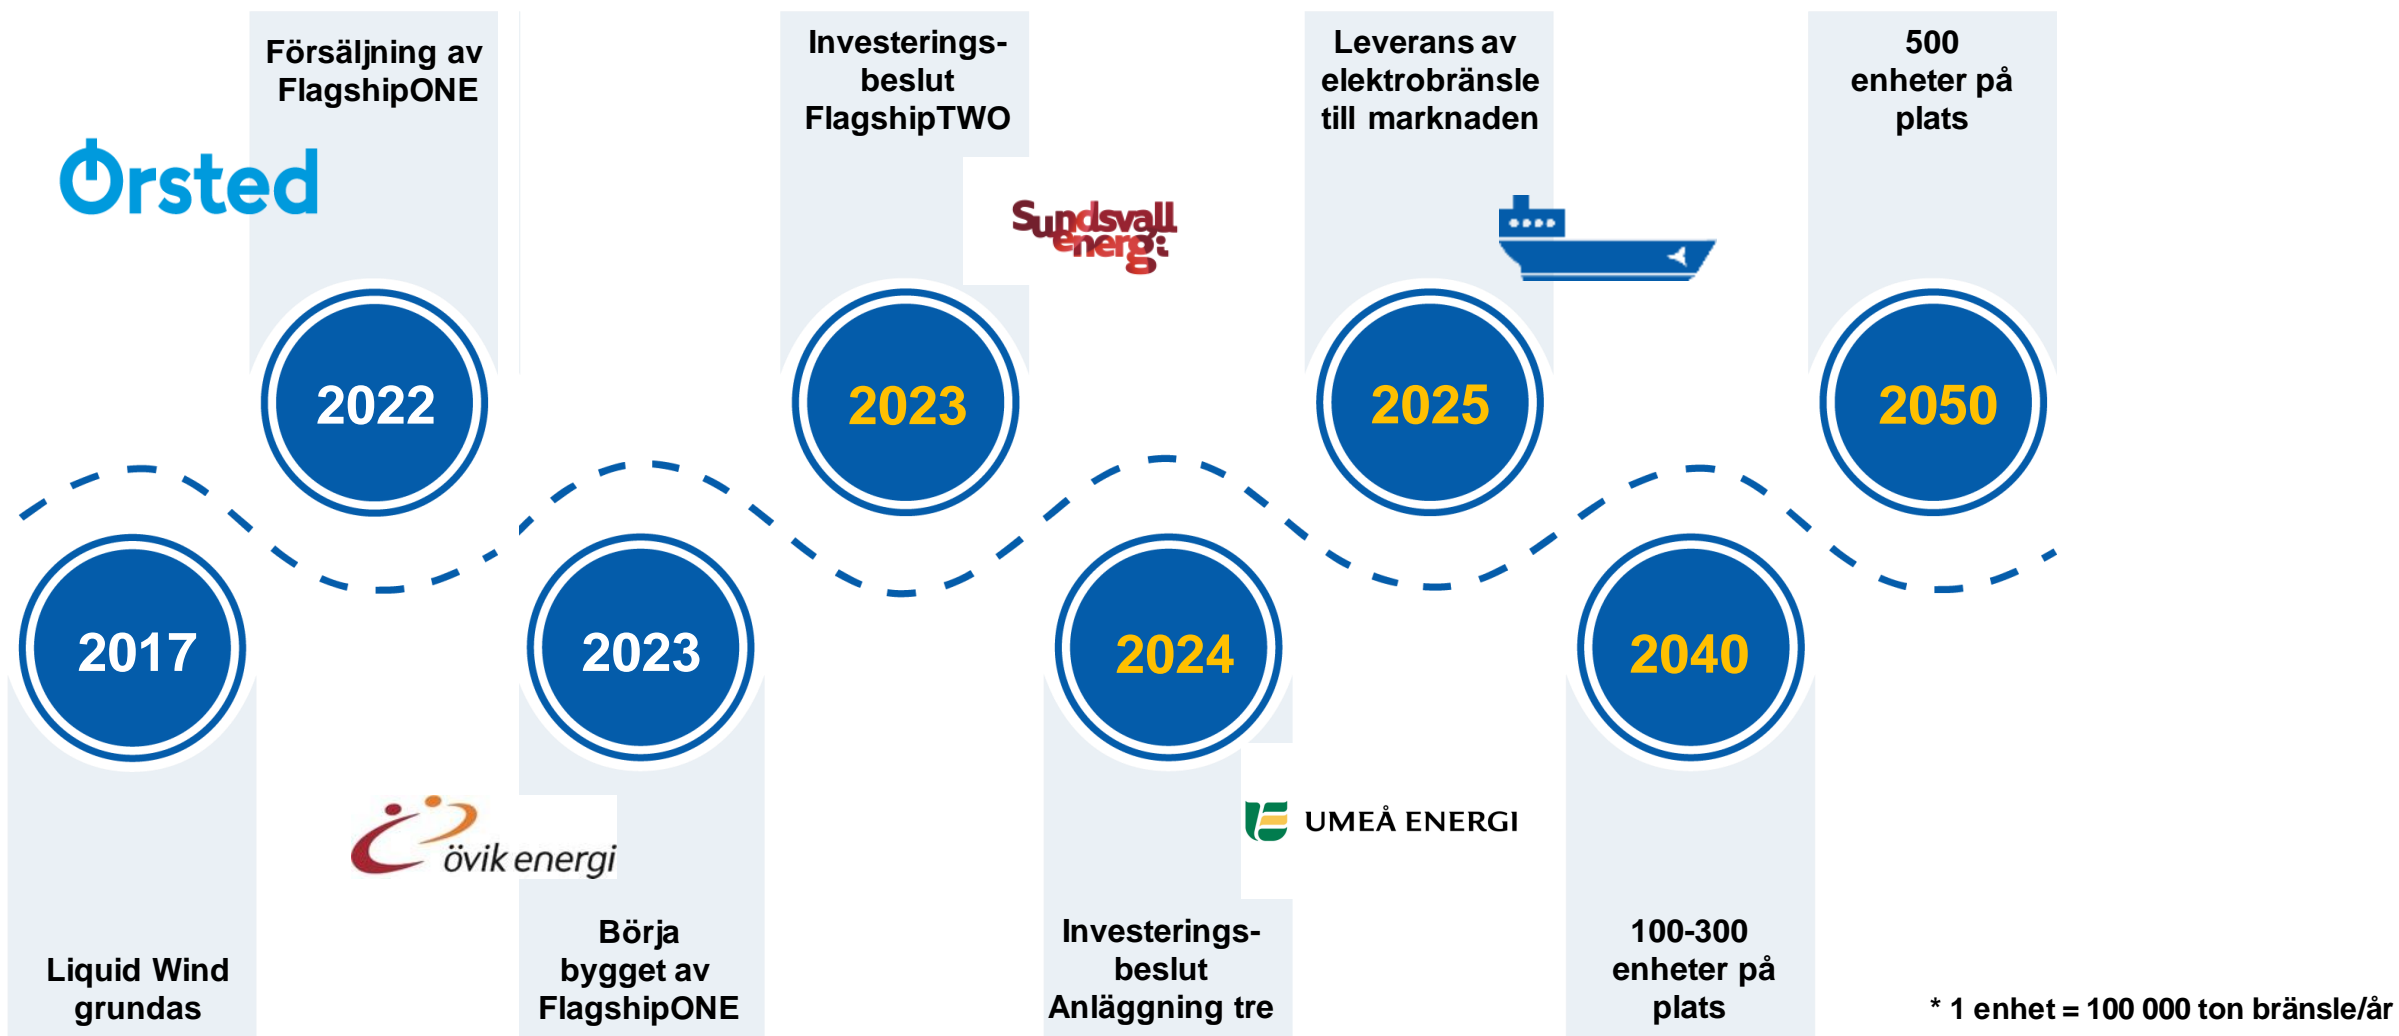 Försäljning av
FlagshipONE
Investerings-
beslut
FlagshipTWO
Leverans av
elektrobränsle
till marknaden
500
enheter på
plats
Ørsted
Sundsvall
energi
2022
2023
2025
2050
2017
2023
2024
2040
övik energi
UMEÅ ENERGI
Liquid Wind
grundas
Börja
bygget av
FlagshipONE
Investerings-
beslut
Anläggning tre
100-300
enheter på
plats
* 1 enhet = 100 000 ton bränsle/år